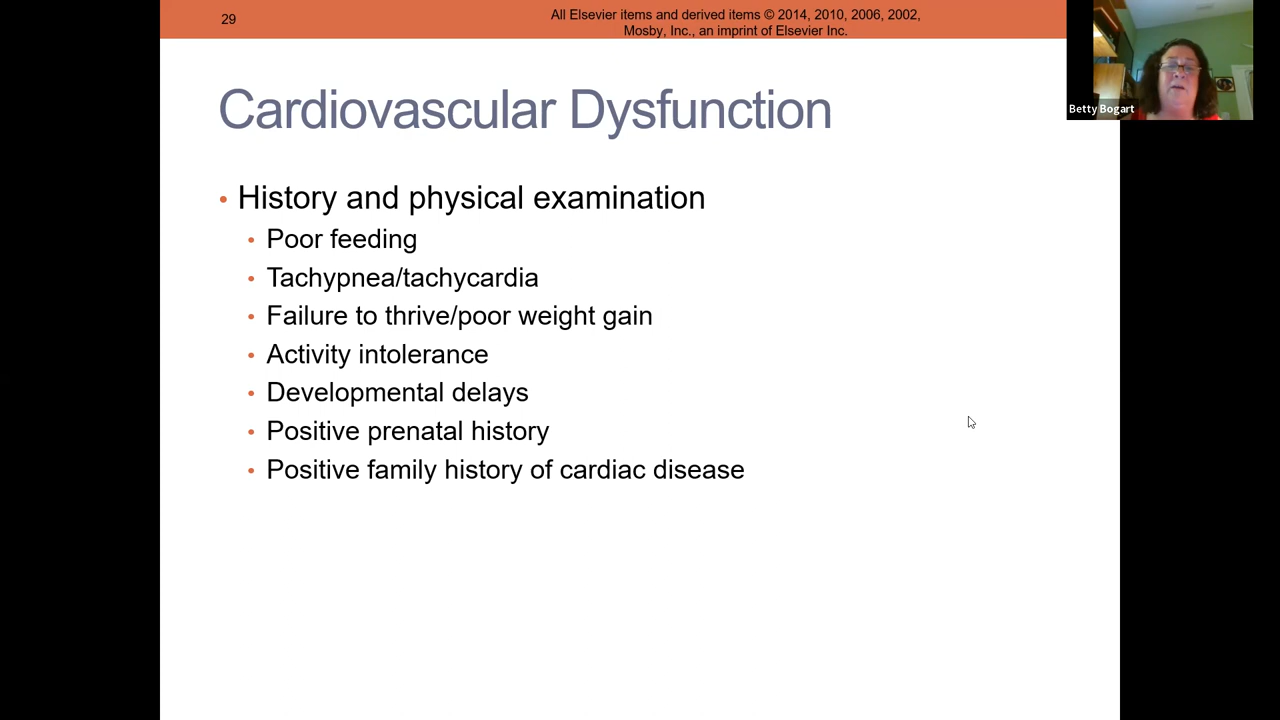 29
All Elsevier items and derived items © 2014, 2010, 2006, 2002,
Mosby, Inc., an imprint of Elsevier Inc.
Betty Bogart
Cardiovascular Dysfunction
• History and physical examination
• Poor feeding
• Tachypnea/tachycardia
• Failure to thrive/poor weight gain
• Activity intolerance
• Developmental delays
• Positive prenatal history
• Positive family history of cardiac disease